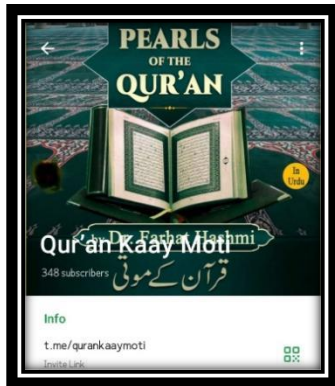 PEARLS
OF THE
QUR'AN
In
Urdu
by Dr. Farhat Hashmi
Qur'an Kaay Moti
348 subscribers
قرآن کے موتی
Info
t.me/qurankaaymoti
Invite Link